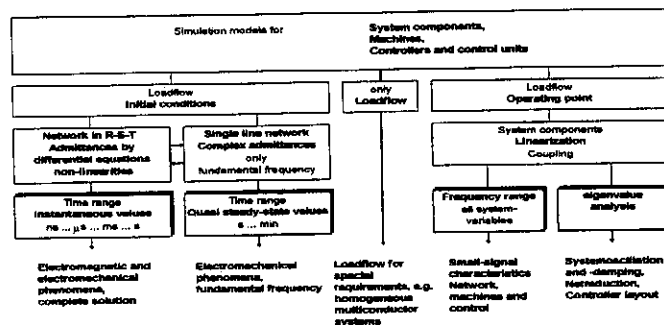 Simulation models for
System components,
Machines,
Controllers and control units
Loadflow
Initial conditions
only
Loadflow
Loadflow
Operating point
Network in R-S-T
Admittances by
differential equations
non-linearities
Single line network
Complex admittances
only
fundamental frequency
System components
Linearization
Coupling
Time range
Instantaneous values
ns ... µs ... ms ... s
Time range
Quasi steady-state values
s ... min
Frequency range
all system-
variables
eigenvalue
analysis
Electromagnetic and
electromechanical
phenomena,
complete solution
Electromechanical
phenomena,
fundamental frequency
Loadflow for
special
requirements, e.g.
homogeneous
multiconductor
systems
Small-signal
characteristics
Network,
machines and
control
Systemoscillation
and -damping,
Netreduction,
Controller layout